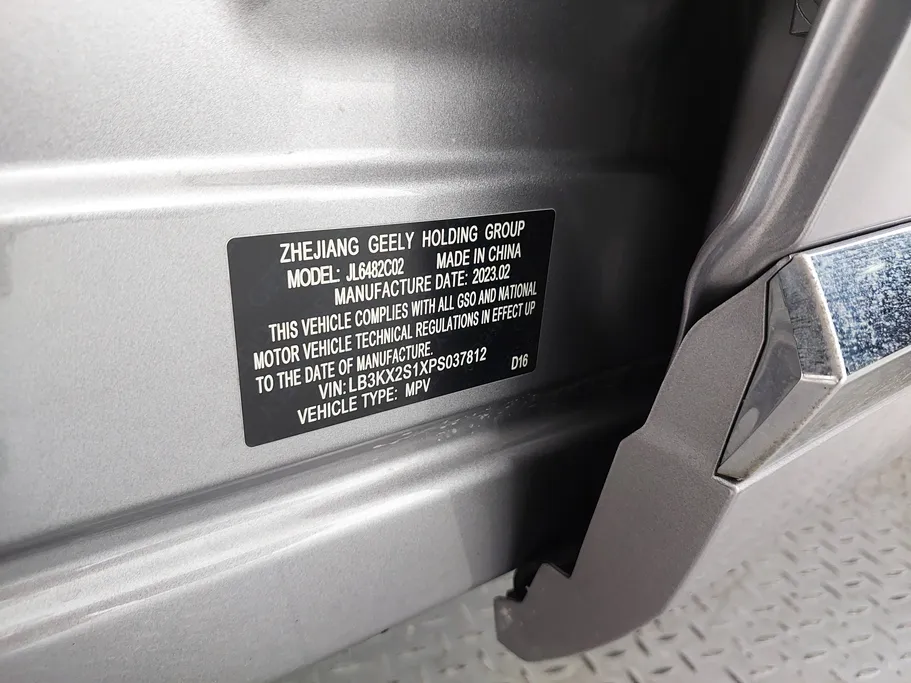 ZHEJIANG GEELY HOLDING GROUP
MODEL: JL6482C02 MADE IN CHINA
MANUFACTURE DATE: 2023.02
THIS VEHICLE COMPLIES WITH ALL GSO AND NATIONAL
MOTOR VEHICLE TECHNICAL REGULATIONS IN EFFECT UP
TO THE DATE OF MANUFACTURE.
VIN: LB3KX2S1XPS037812 D16
VEHICLE TYPE: MPV